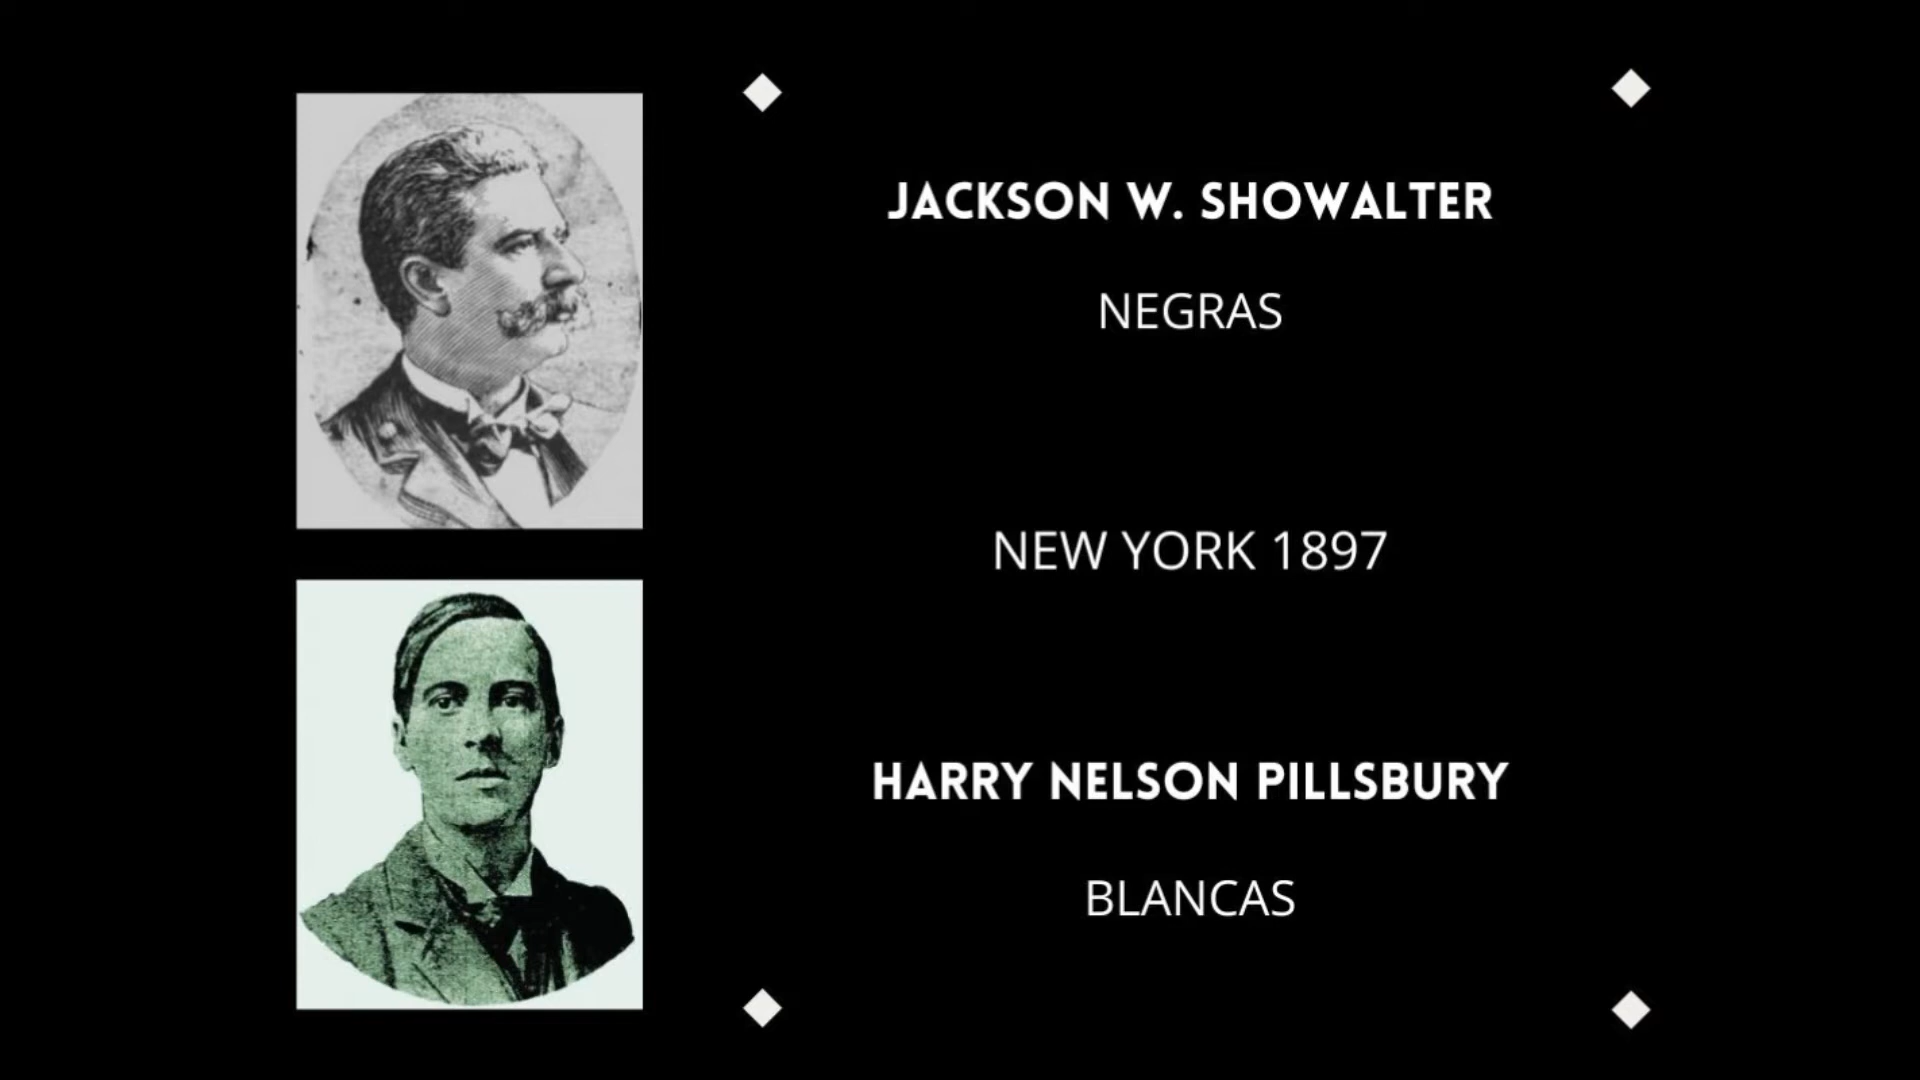 JACKSON W. SHOWALTER
NEGRAS
NEW YORK 1897
HARRY NELSON PILLSBURY
BLANCAS